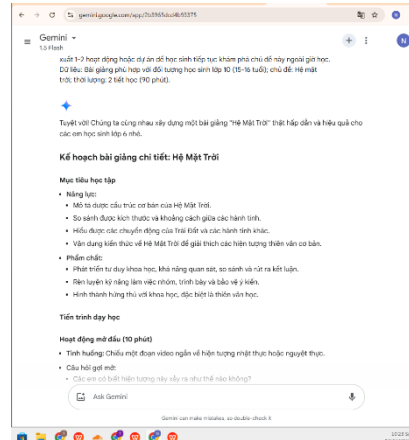 gemini.google.com/app/
Gemini
1.5 Flash
xuất 1-2 hoạt động hoặc dự án để học sinh tiếp tục khám phá chủ đề này ngoài giờ học.
Dữ liệu: Bài giảng phù hợp với đối tượng học sinh lớp 10 (15-16 tuổi); chủ đề: Hệ mặt
trời; thời lượng: 2 tiết học (90 phút).
Tuyệt vời! Chúng ta cùng nhau xây dựng một bài giảng "Hệ Mặt Trời" thật hấp dẫn và hiệu quả cho
các em học sinh lớp 6 nhé.
Kế hoạch bài giảng chi tiết: Hệ Mặt Trời
Mục tiêu học tập
• Năng lực:
• Mô tả được cấu trúc cơ bản của Hệ Mặt Trời.
• So sánh được kích thước và khoảng cách giữa các hành tinh.
• Hiểu được các chuyển động của Trái Đất và các hành tinh khác.
• Vận dụng kiến thức về Hệ Mặt Trời để giải thích các hiện tượng thiên văn cơ bản.
• Phẩm chất:
• Phát triển tư duy khoa học, khả năng quan sát, so sánh và rút ra kết luận.
• Rèn luyện kỹ năng làm việc nhóm, trình bày và bảo vệ ý kiến.
• Hình thành hứng thú với khoa học, đặc biệt là thiên văn học.
Tiến trình dạy học
Hoạt động mở đầu (10 phút)
• Tình huống: Chiếu một đoạn video ngắn về hiện tượng nhật thực hoặc nguyệt thực.
• Câu hỏi gợi mở:
• Các em có biết hiện tượng này xảy ra như thế nào không?
Ask Gemini
Gemini can make mistakes, so double-check it